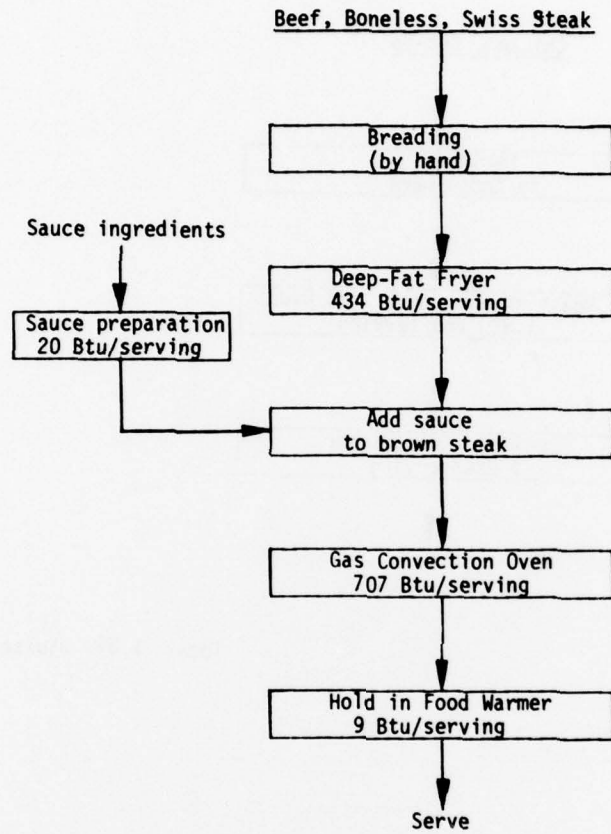 Beef, Boneless, Swiss Steak
Breading
(by hand)
Sauce ingredients
Deep-Fat Fryer
434 Btu/serving
Sauce preparation
20 Btu/serving
Add sauce
to brown steak
Gas Convection Oven
707 Btu/serving
Hold in Food Warmer
9 Btu/serving
Serve